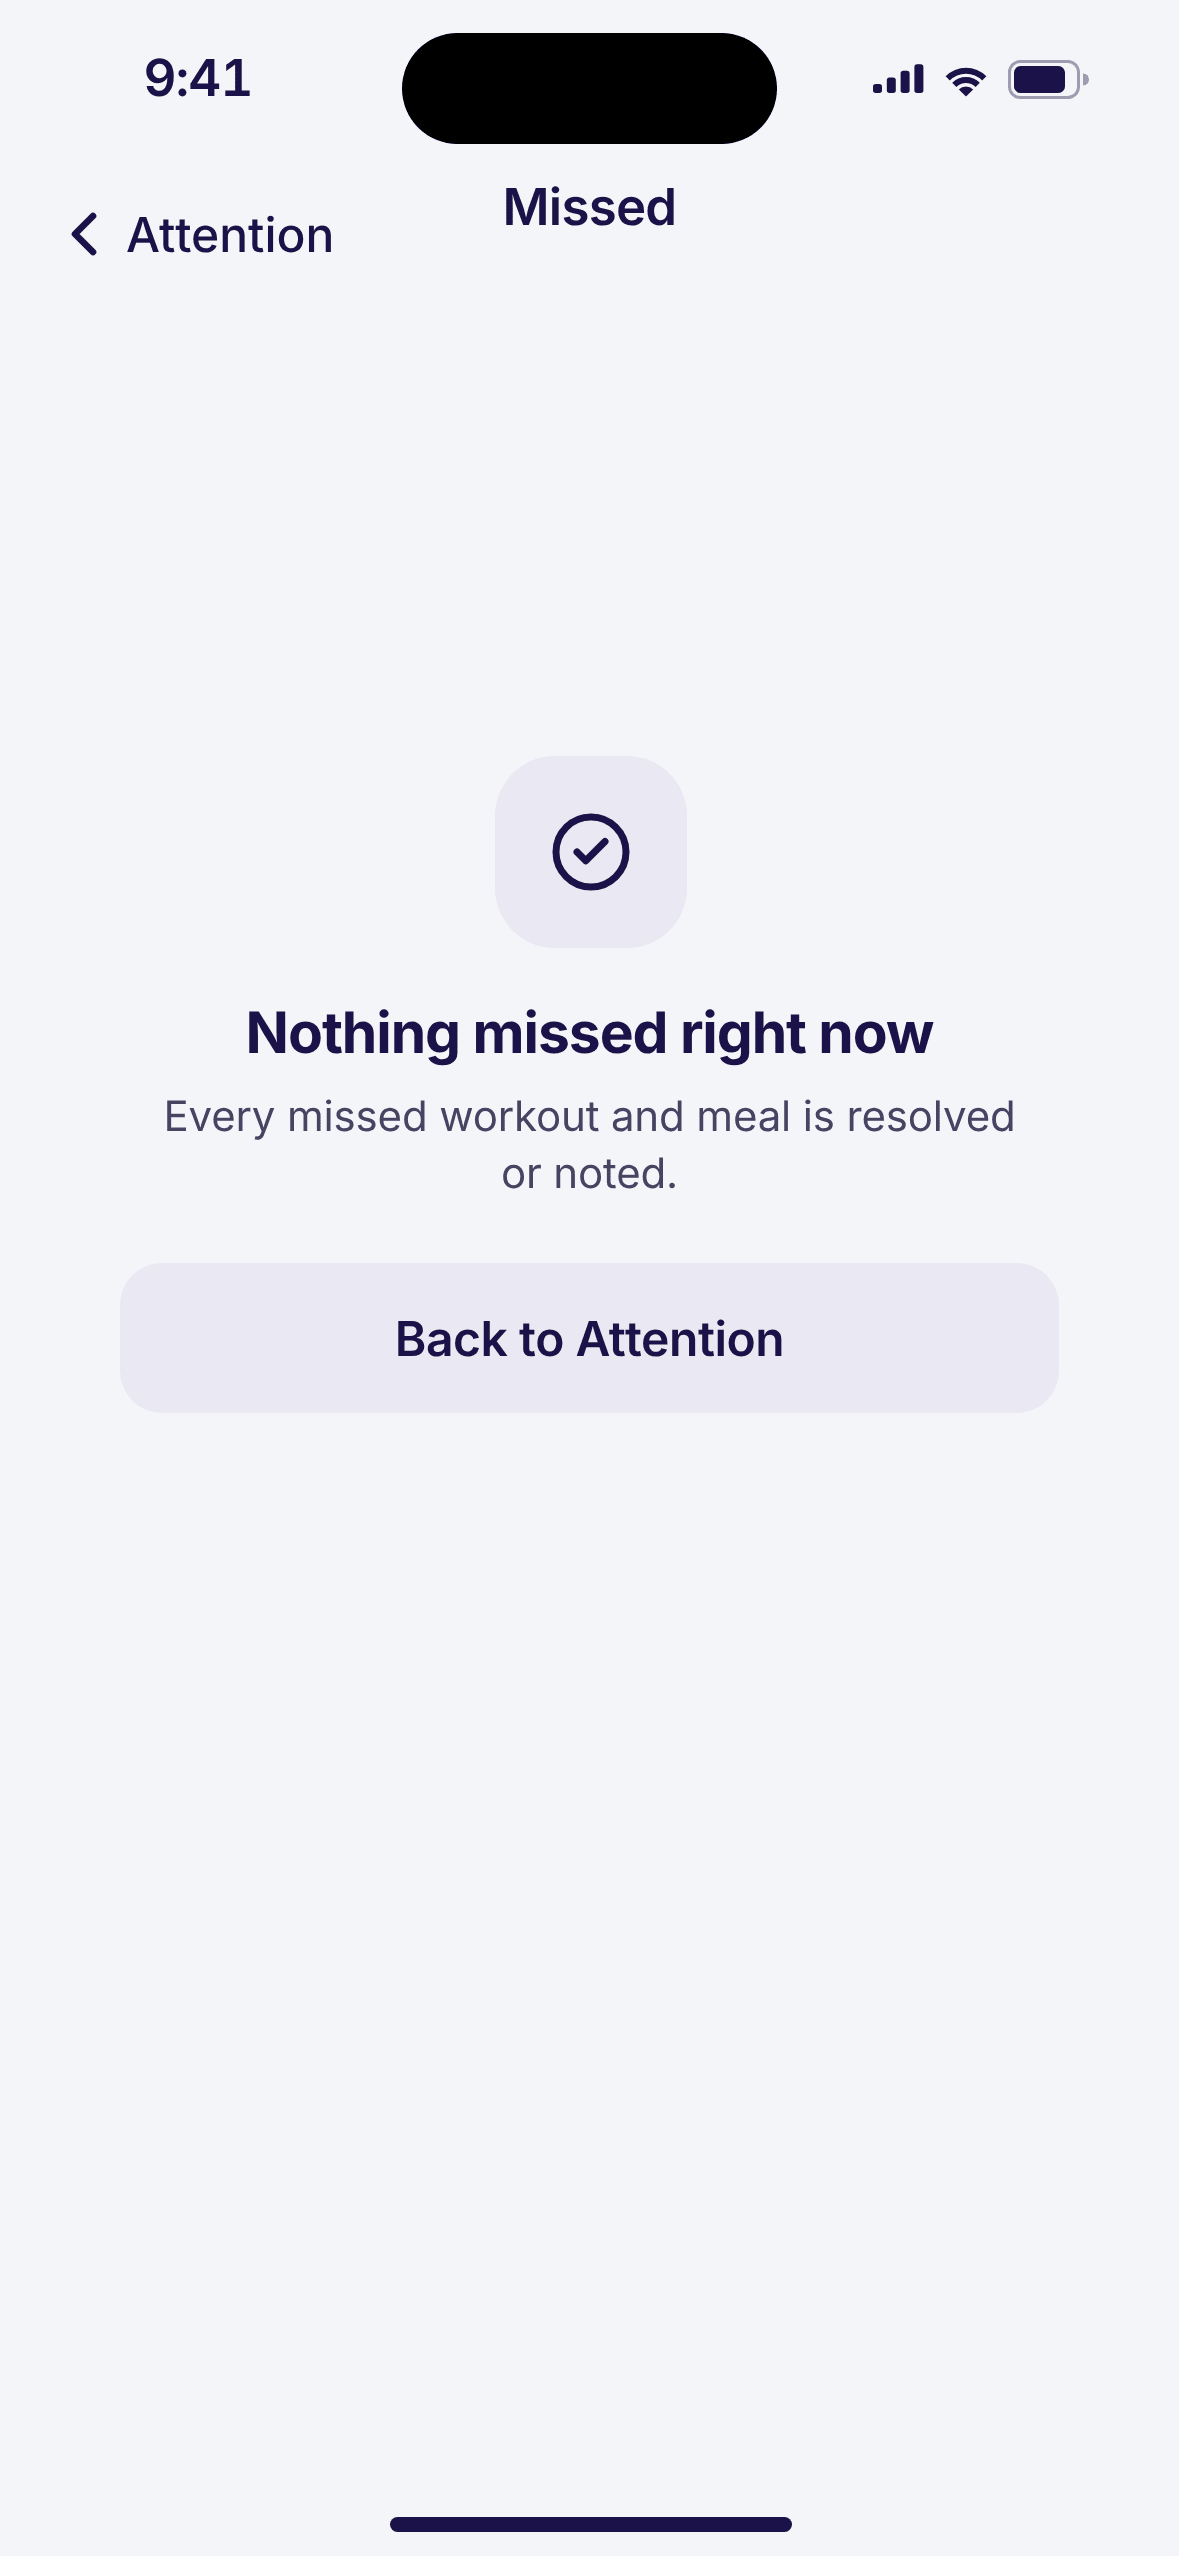 9:41
Missed
Attention
Nothing missed right now
Every missed workout and meal is resolved
or noted.
Back to Attention